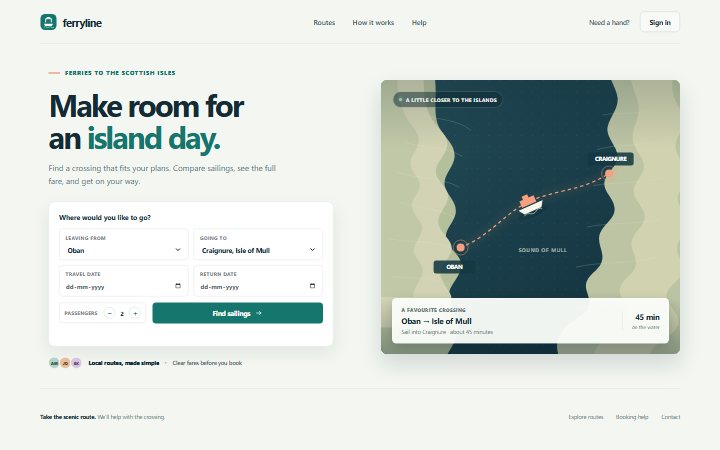 ferryline
Routes
How it works
Help
Need a hand?
Sign in
FERRIES TO THE SCOTTISH ISLES
Make room for
an island day.
Find a crossing that fits your plans. Compare sailings, see the full
fare, and get on your way.
Where would you like to go?
LEAVING FROM
Oban
GOING TO
Craignure, Isle of Mull
TRAVEL DATE
dd-mm-yyyy
RETURN DATE
dd-mm-yyyy
PASSENGERS
− 2 +
Find sailings →
Local routes, made simple · Clear fares before you book
A LITTLE CLOSER TO THE ISLANDS
CRAIGNURE
SOUND OF MULL
OBAN
A FAVOURITE CROSSING
Oban → Isle of Mull
Sail into Craignure · about 45 minutes
45 min
on the water
Take the scenic route. We'll help with the crossing.
Explore routes
Booking help
Contact